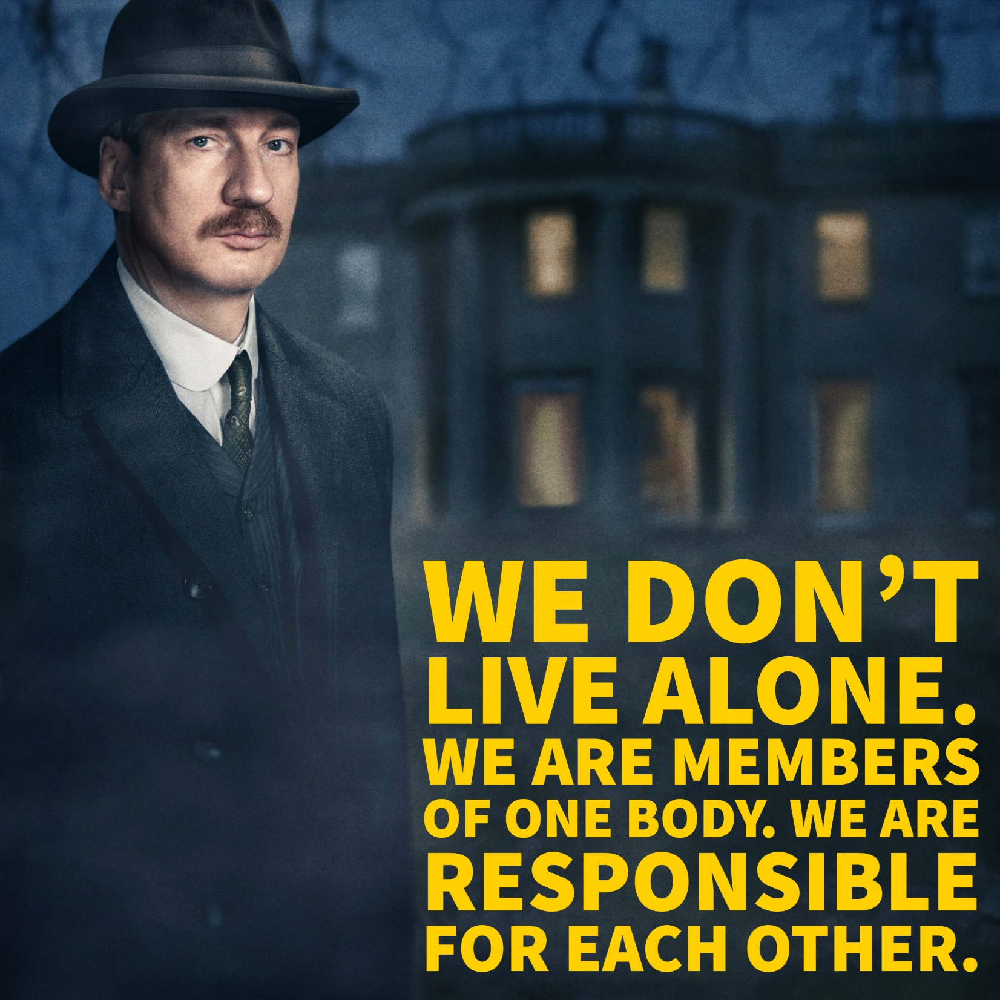 WE DON’T
LIVE ALONE.
WE ARE MEMBERS
OF ONE BODY. WE ARE
RESPONSIBLE
FOR EACH OTHER.